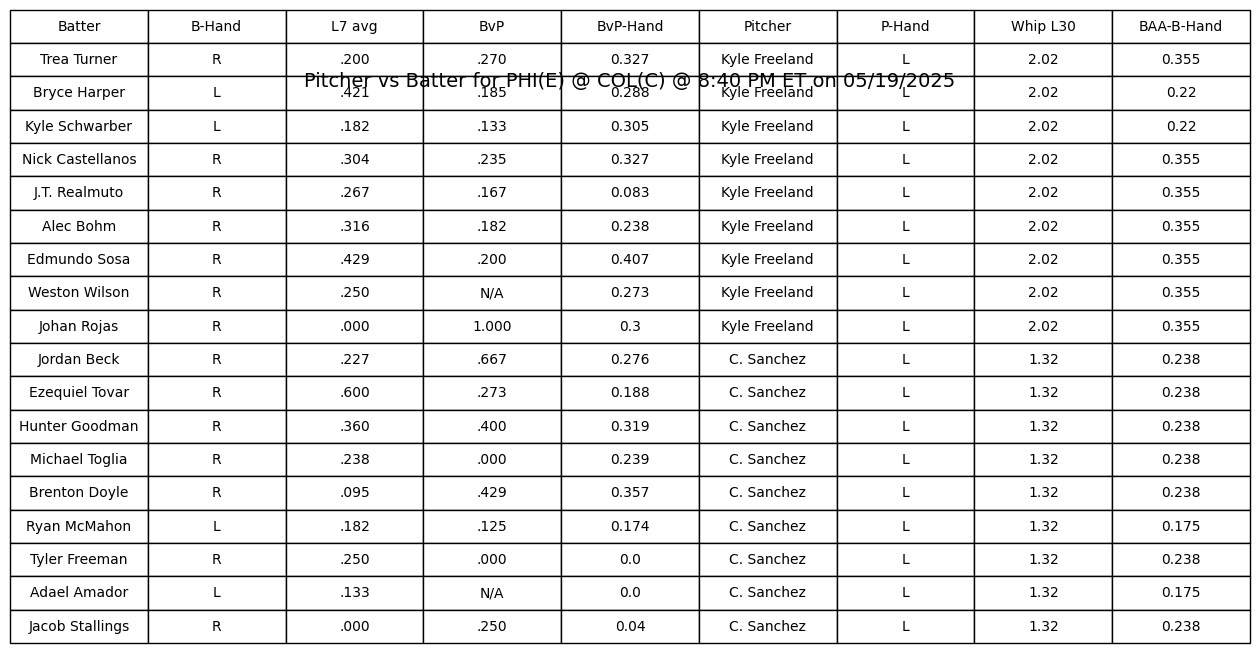 Batter B-Hand L7 avg BvP BvP-Hand Pitcher P-Hand Whip L30 BAA-B-Hand
Trea Turner R .200 .270 0.327 Kyle Freeland L 2.02 0.355
Pitcher vs Batter for PHI(E) @ COL(C) @ 8:40 PM ET on 05/19/2025
Bryce Harper L .421 .185 0.288 Kyle Freeland L 2.02 0.22
Kyle Schwarber L .182 .133 0.305 Kyle Freeland L 2.02 0.22
Nick Castellanos R .304 .235 0.327 Kyle Freeland L 2.02 0.355
J.T. Realmuto R .267 .167 0.083 Kyle Freeland L 2.02 0.355
Alec Bohm R .316 .182 0.238 Kyle Freeland L 2.02 0.355
Edmundo Sosa R .429 .200 0.407 Kyle Freeland L 2.02 0.355
Weston Wilson R .250 N/A 0.273 Kyle Freeland L 2.02 0.355
Johan Rojas R .000 1.000 0.3 Kyle Freeland L 2.02 0.355
Jordan Beck R .227 .667 0.276 C. Sanchez L 1.32 0.238
Ezequiel Tovar R .600 .273 0.188 C. Sanchez L 1.32 0.238
Hunter Goodman R .360 .400 0.319 C. Sanchez L 1.32 0.238
Michael Toglia R .238 .000 0.239 C. Sanchez L 1.32 0.238
Brenton Doyle R .095 .429 0.357 C. Sanchez L 1.32 0.238
Ryan McMahon L .182 .125 0.174 C. Sanchez L 1.32 0.175
Tyler Freeman R .250 .000 0.0 C. Sanchez L 1.32 0.238
Adael Amador L .133 N/A 0.0 C. Sanchez L 1.32 0.175
Jacob Stallings R .000 .250 0.04 C. Sanchez L 1.32 0.238